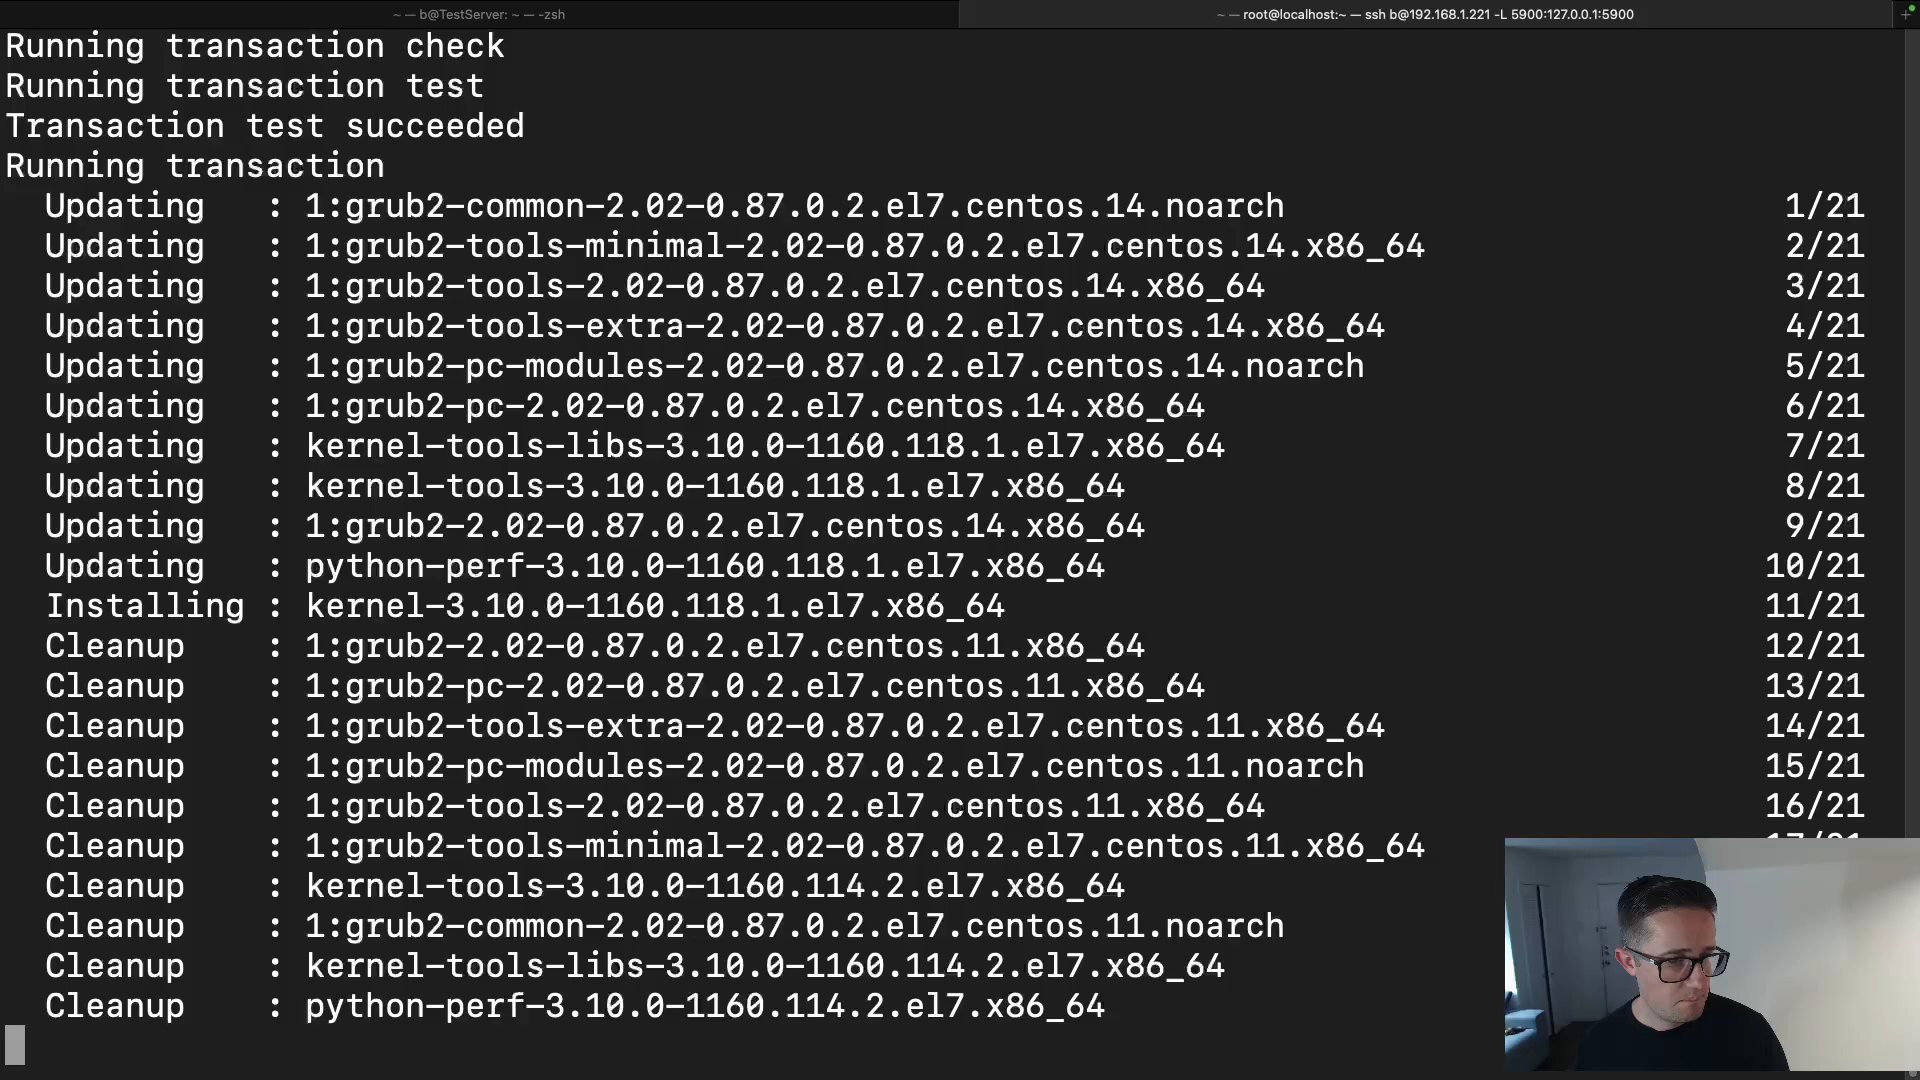 ~ — b@TestServer: ~ — -zsh
~ — root@localhost:~ — ssh b@192.168.1.221 -L 5900:127.0.0.1:5900
Running transaction check
Running transaction test
Transaction test succeeded
Running transaction
Updating : 1:grub2-common-2.02-0.87.0.2.el7.centos.14.noarch 1/21
Updating : 1:grub2-tools-minimal-2.02-0.87.0.2.el7.centos.14.x86_64 2/21
Updating : 1:grub2-tools-2.02-0.87.0.2.el7.centos.14.x86_64 3/21
Updating : 1:grub2-tools-extra-2.02-0.87.0.2.el7.centos.14.x86_64 4/21
Updating : 1:grub2-pc-modules-2.02-0.87.0.2.el7.centos.14.noarch 5/21
Updating : 1:grub2-pc-2.02-0.87.0.2.el7.centos.14.x86_64 6/21
Updating : kernel-tools-libs-3.10.0-1160.118.1.el7.x86_64 7/21
Updating : kernel-tools-3.10.0-1160.118.1.el7.x86_64 8/21
Updating : 1:grub2-2.02-0.87.0.2.el7.centos.14.x86_64 9/21
Updating : python-perf-3.10.0-1160.118.1.el7.x86_64 10/21
Installing : kernel-3.10.0-1160.118.1.el7.x86_64 11/21
Cleanup : 1:grub2-2.02-0.87.0.2.el7.centos.11.x86_64 12/21
Cleanup : 1:grub2-pc-2.02-0.87.0.2.el7.centos.11.x86_64 13/21
Cleanup : 1:grub2-tools-extra-2.02-0.87.0.2.el7.centos.11.x86_64 14/21
Cleanup : 1:grub2-pc-modules-2.02-0.87.0.2.el7.centos.11.noarch 15/21
Cleanup : 1:grub2-tools-2.02-0.87.0.2.el7.centos.11.x86_64 16/21
Cleanup : 1:grub2-tools-minimal-2.02-0.87.0.2.el7.centos.11.x86_64
Cleanup : kernel-tools-3.10.0-1160.114.2.el7.x86_64
Cleanup : 1:grub2-common-2.02-0.87.0.2.el7.centos.11.noarch
Cleanup : kernel-tools-libs-3.10.0-1160.114.2.el7.x86_64
Cleanup : python-perf-3.10.0-1160.114.2.el7.x86_64